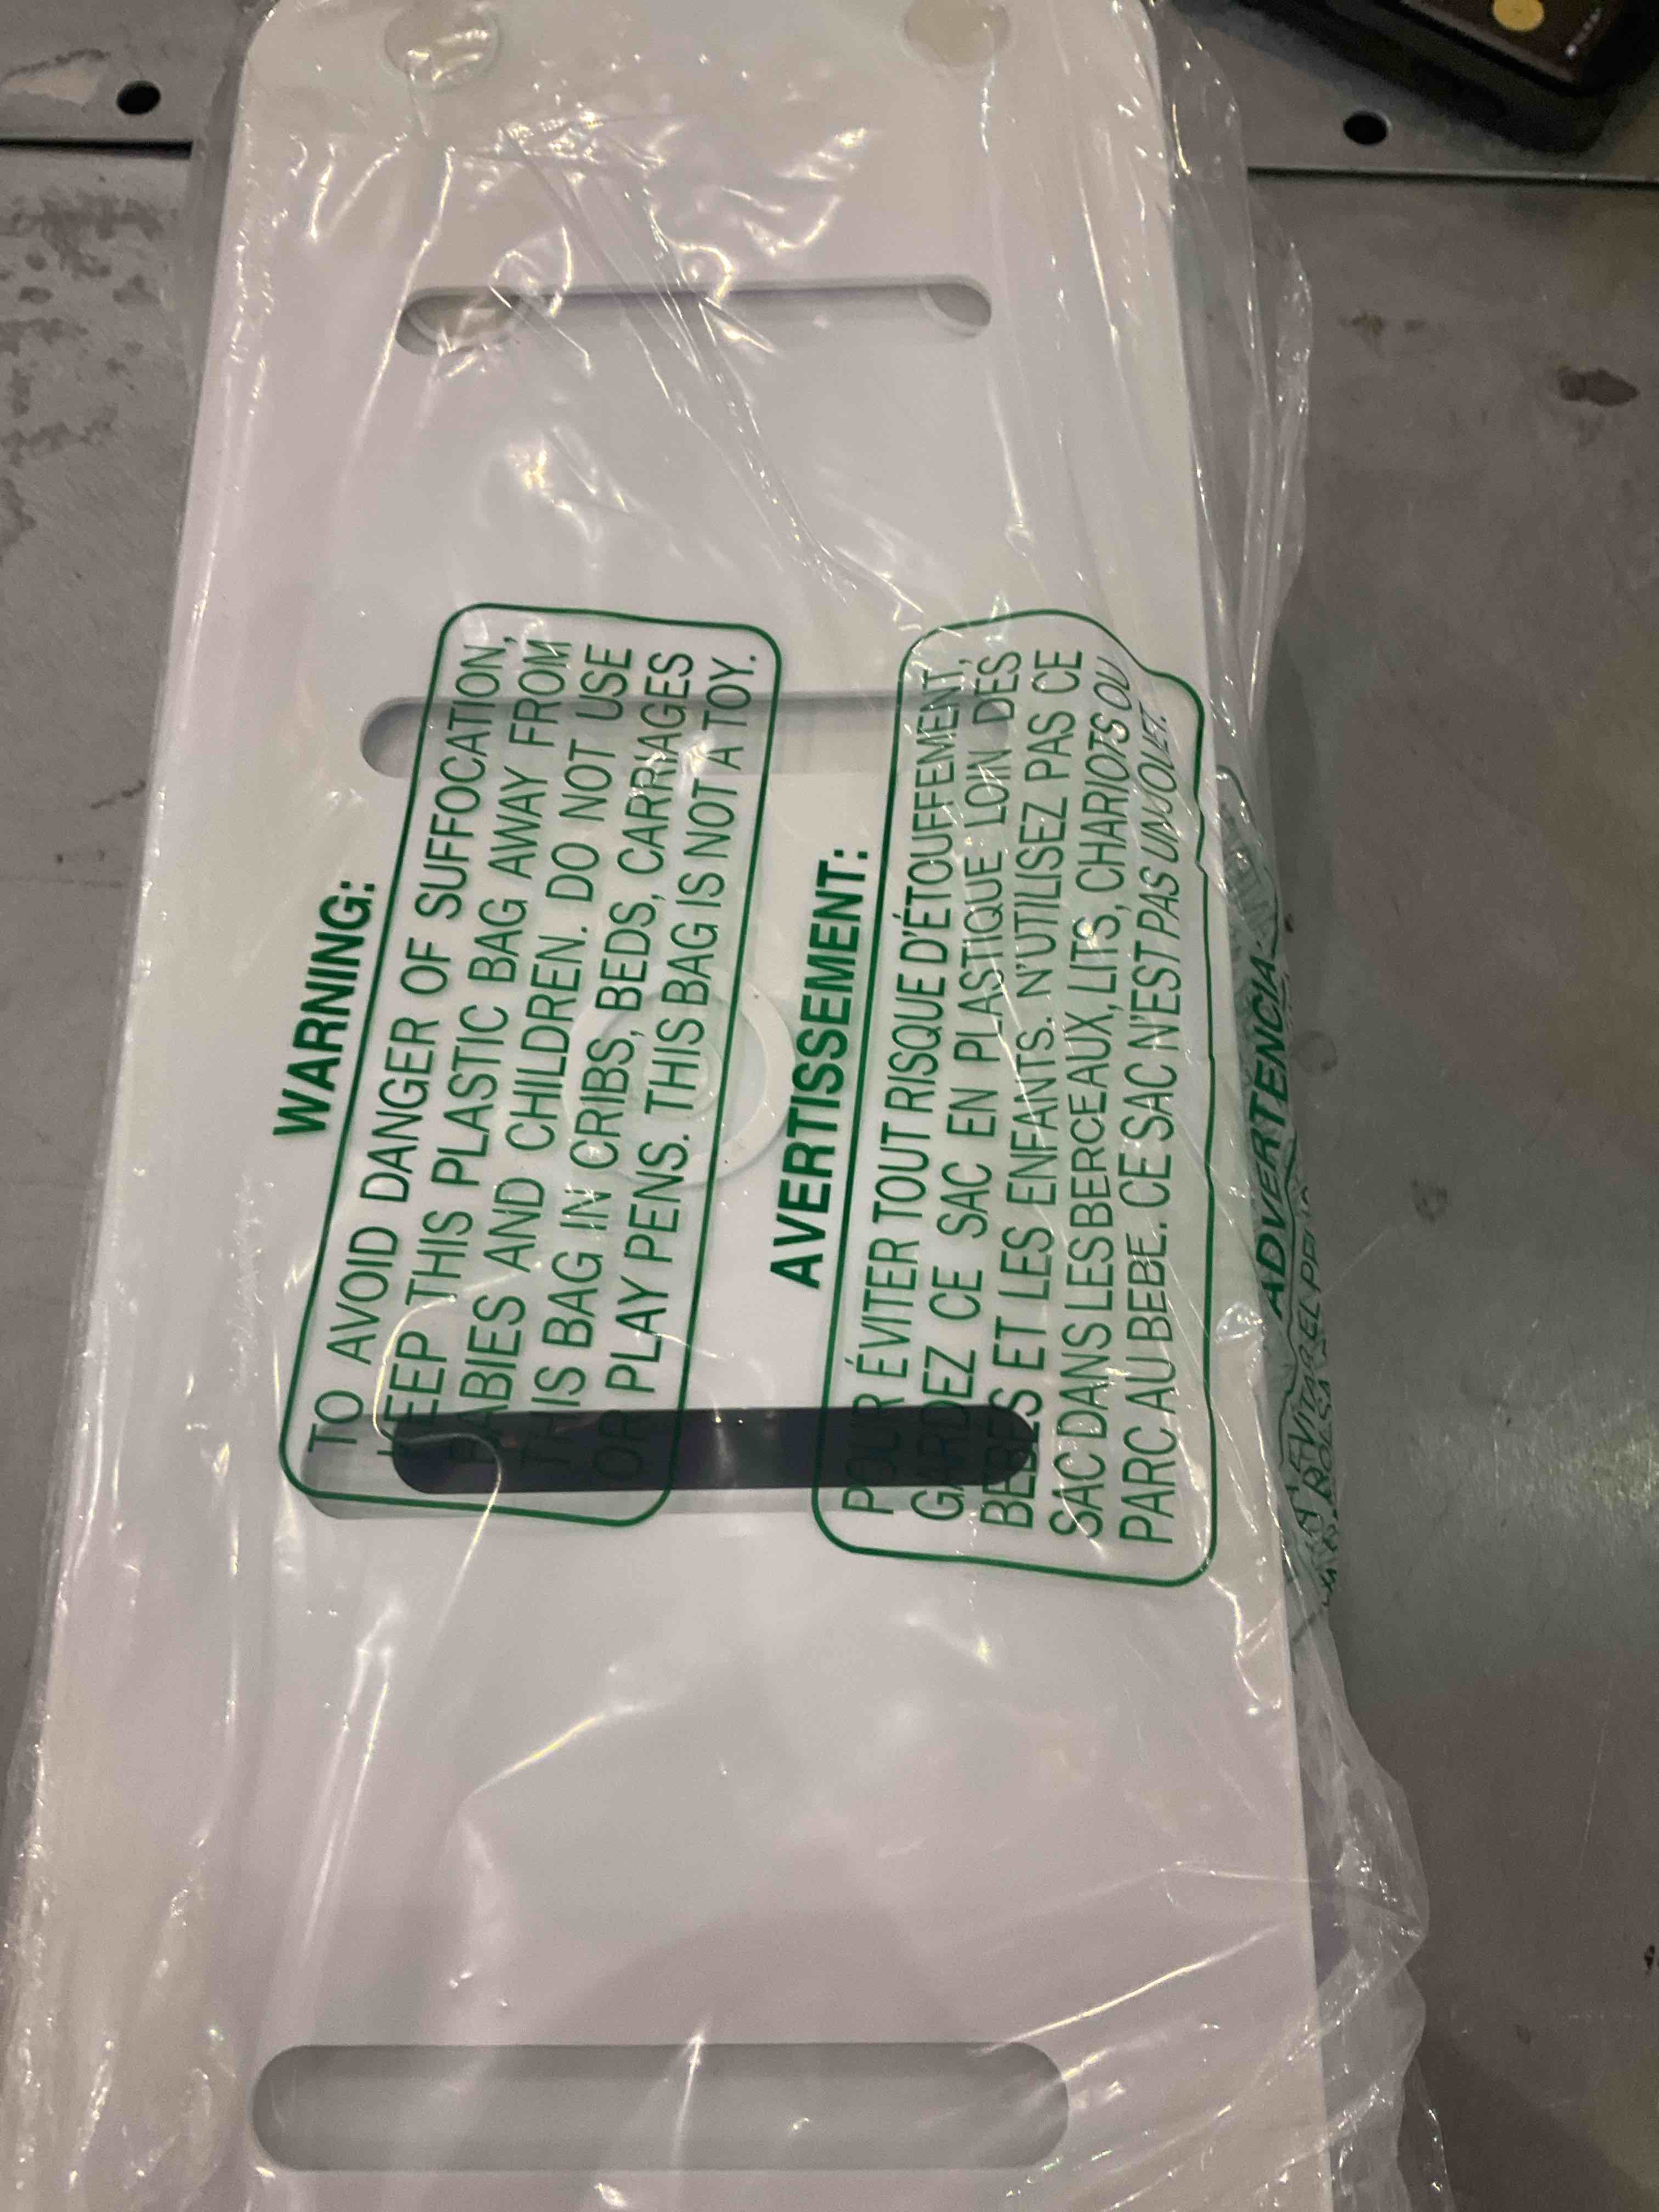 WARNING:
TO AVOID DANGER OF SUFFOCATION,
KEEP THIS PLASTIC BAG AWAY FROM
BABIES AND CHILDREN. DO NOT USE
THIS BAG IN CRIBS, BEDS, CARRIAGES
OR PLAY PENS. THIS BAG IS NOT A TOY.
AVERTISSEMENT:
POUR ÉVITER TOUT RISQUE D'ÉTOUFFEMENT,
GARDEZ CE SAC EN PLASTIQUE LOIN DES
BEBES ET LES ENFANTS. N'UTILISEZ PAS CE
SAC DANS LES BERCEAUX, LITS, CHARIOTS OU
PARC AU BEBE. CE SAC N'EST PAS UN JOUET.
ADVERTENCIA:
EVITAR EL
BOLSA